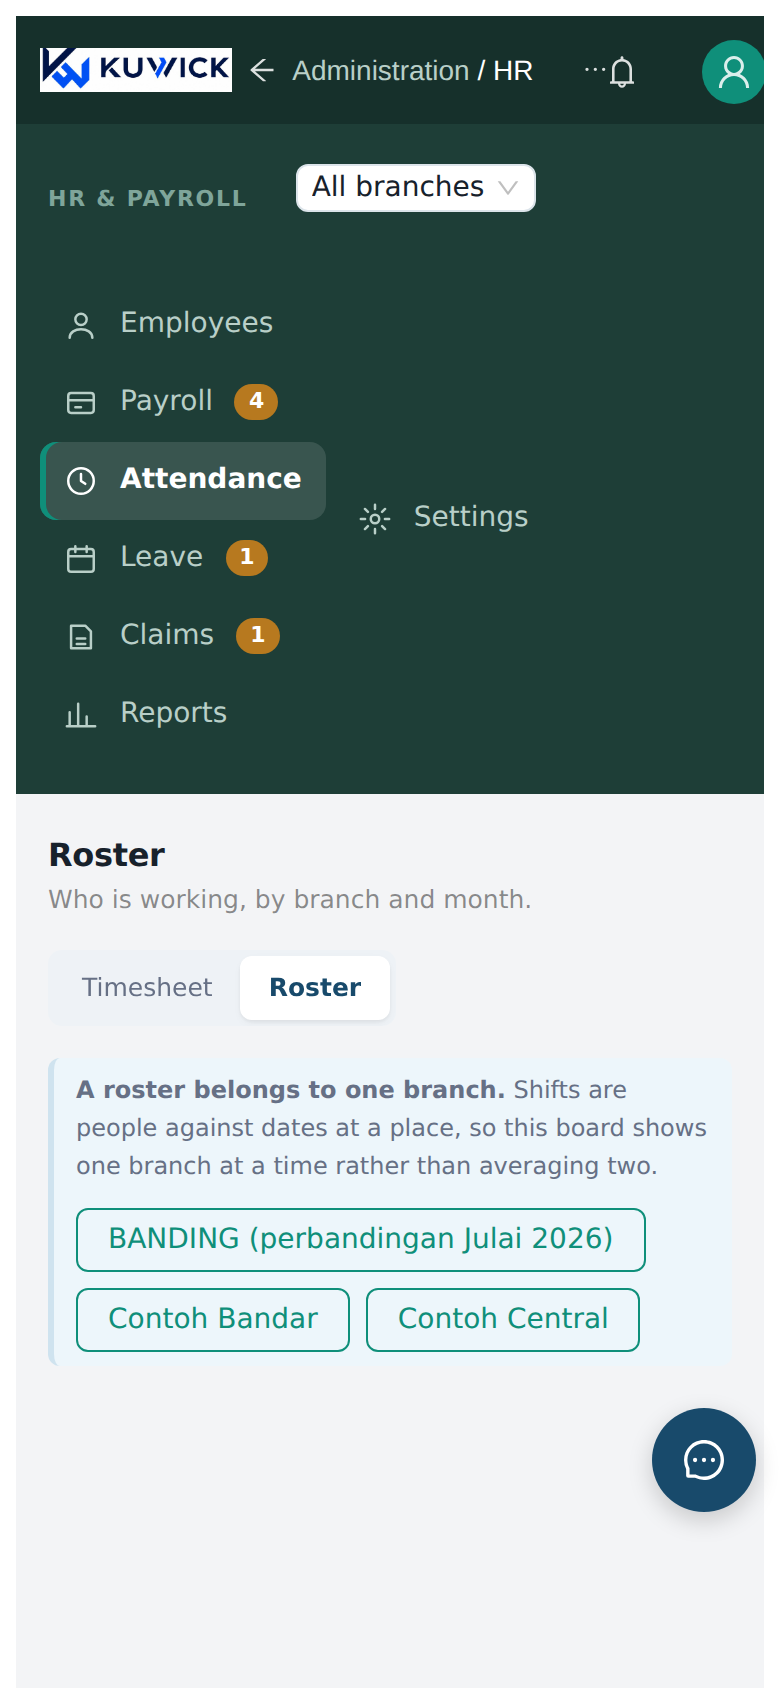 KUWICK
Administration / HR
HR & PAYROLL
All branches
Employees
Payroll 4
Attendance
Settings
Leave 1
Claims 1
Reports
Roster
Who is working, by branch and month.
Timesheet Roster
A roster belongs to one branch. Shifts are
people against dates at a place, so this board shows
one branch at a time rather than averaging two.
BANDING (perbandingan Julai 2026)
Contoh Bandar Contoh Central